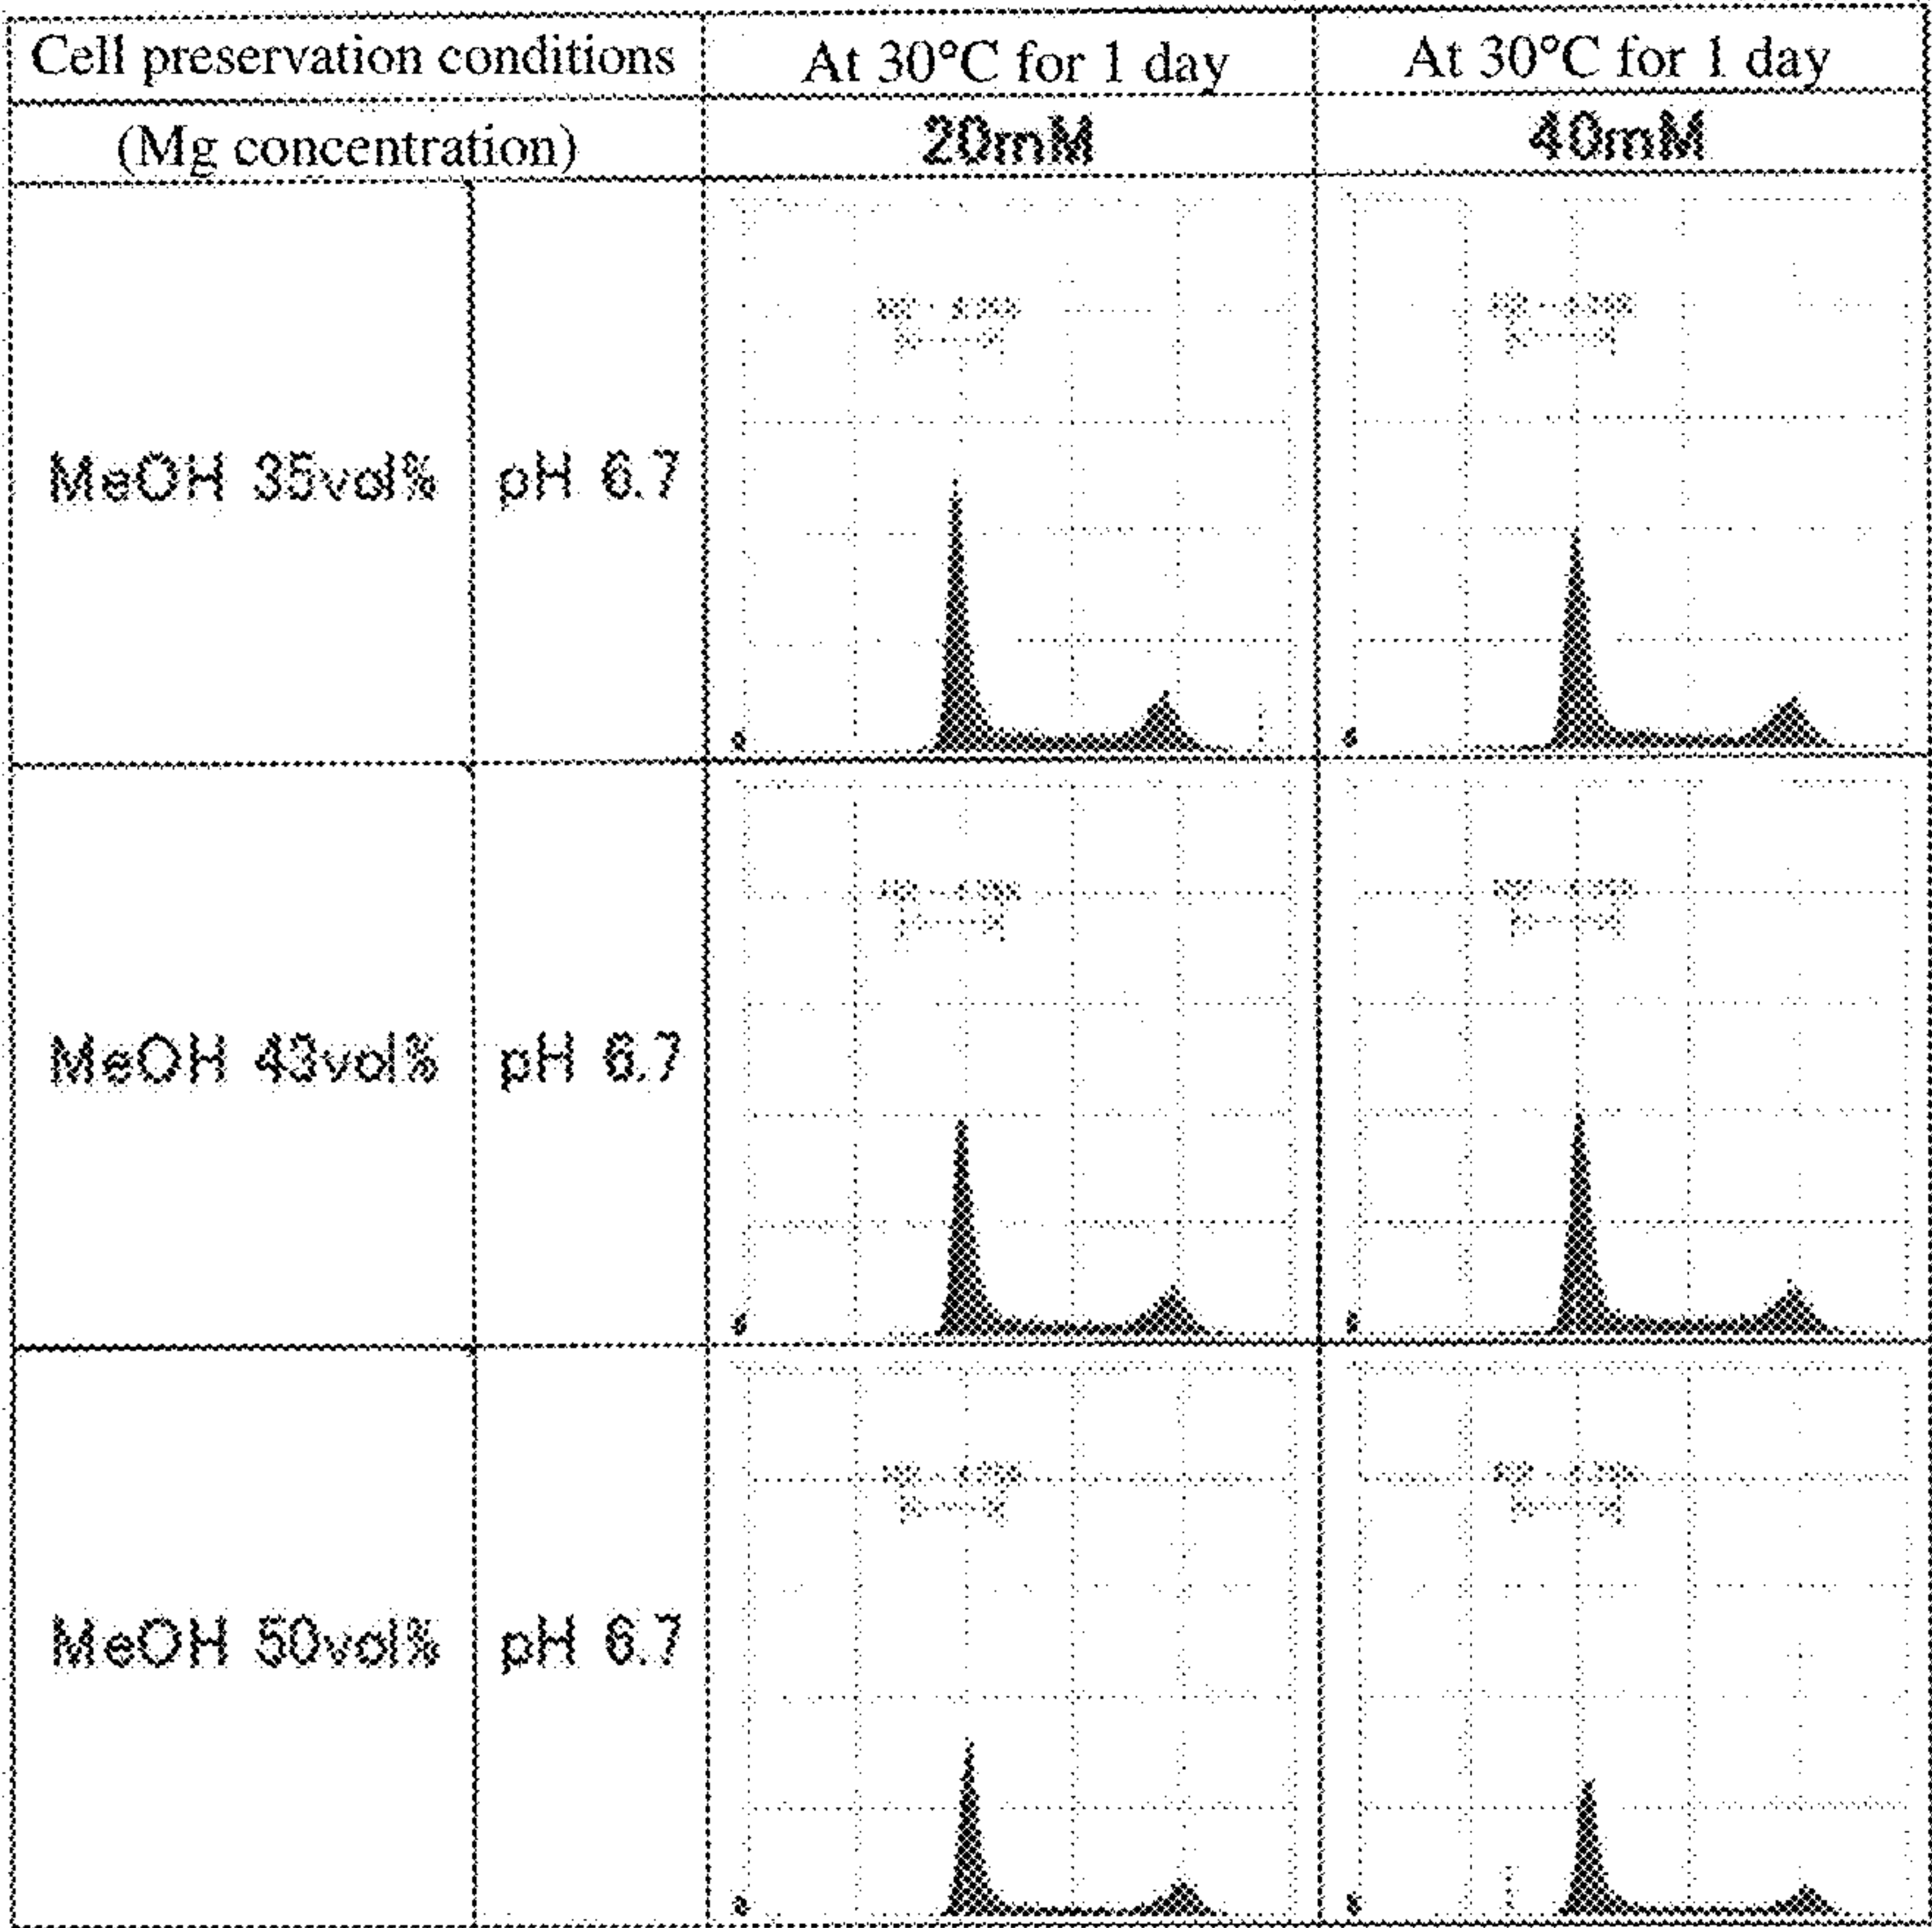 Cell preservation conditions At 30°C for 1 day At 30°C for 1 day
(Mg concentration) 20mM 40mM
MeOH 35vol% pH 6.7
MeOH 43vol% pH 6.7
MeOH 50vol% pH 6.7